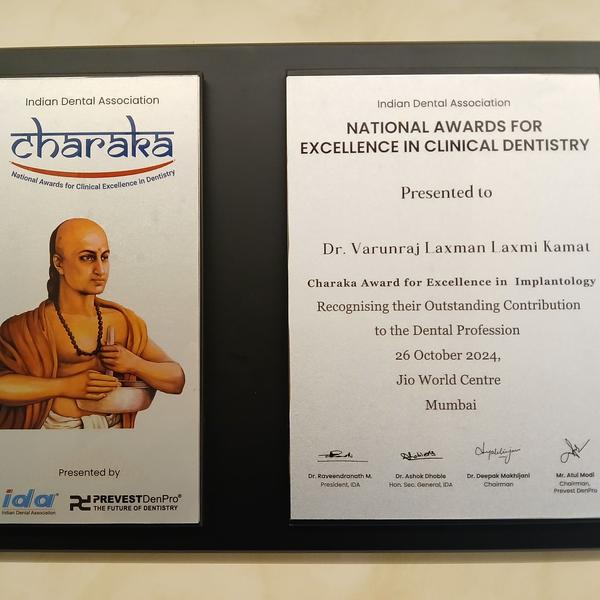 Indian Dental Association
charaka
National Awards for Clinical Excellence in Dentistry
Presented by
ida
Indian Dental Association
PREVEST DenPro®
THE FUTURE OF DENTISTRY
Indian Dental Association
NATIONAL AWARDS FOR
EXCELLENCE IN CLINICAL DENTISTRY
Presented to
Dr. Varunraj Laxman Laxmi Kamat
Charaka Award for Excellence in Implantology
Recognising their Outstanding Contribution
to the Dental Profession
26 October 2024,
Jio World Centre
Mumbai
Dr. Raveendranath M.
President, IDA
Dr. Ashok Dhoble
Hon. Sec. General, IDA
Dr. Deepak Makhijani
Chairman
Mr. Atul Modi
Chairman,
Prevest DenPro